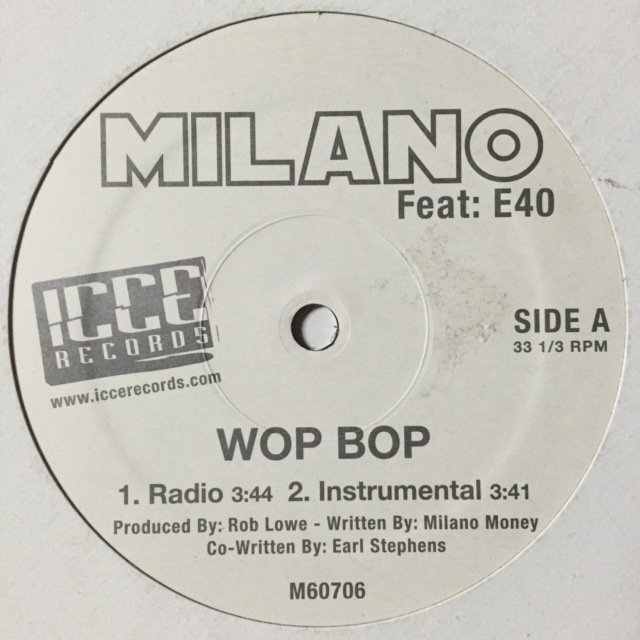 MILANO
Feat: E40
ICCE
RECORDS
www.iccerecords.com
SIDE A
33 1/3 RPM
WOP BOP
1. Radio 3:44 2. Instrumental 3:41
Produced By: Rob Lowe - Written By: Milano Money
Co-Written By: Earl Stephens
M60706